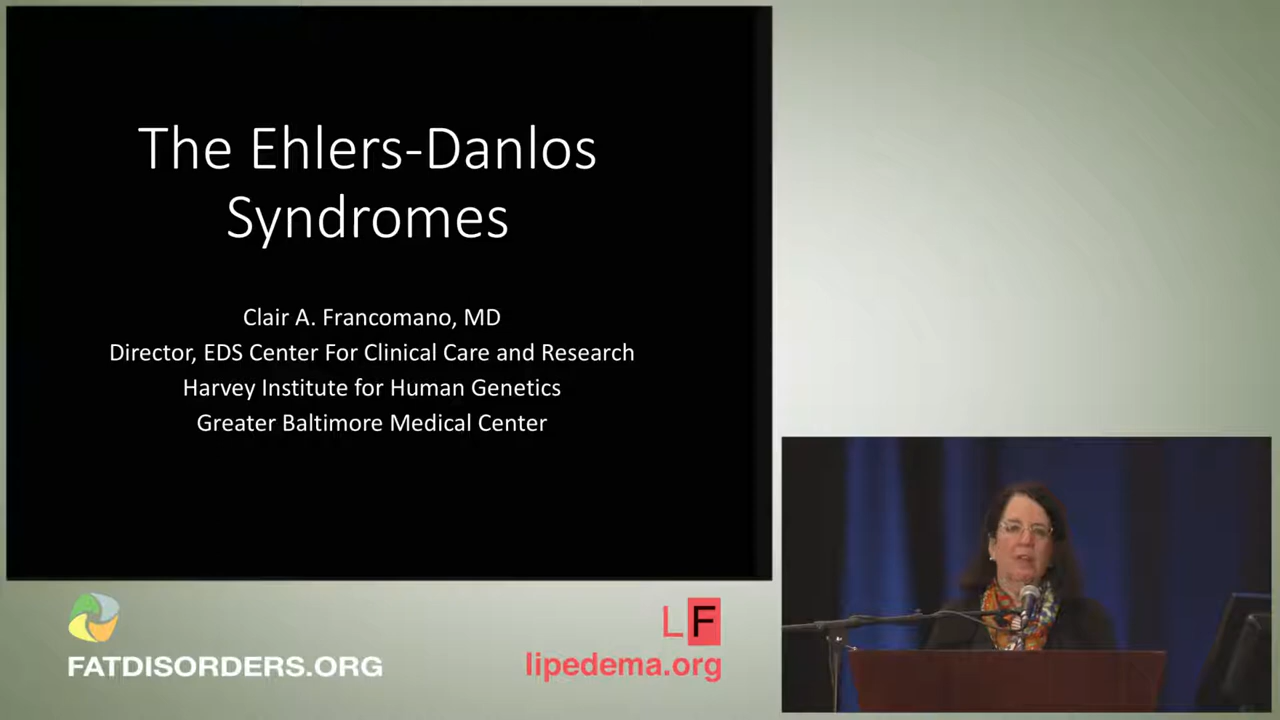 The Ehlers-Danlos
Syndromes
Clair A. Francomano, MD
Director, EDS Center For Clinical Care and Research
Harvey Institute for Human Genetics
Greater Baltimore Medical Center
FATDISORDERS.ORG
LF
lipedema.org